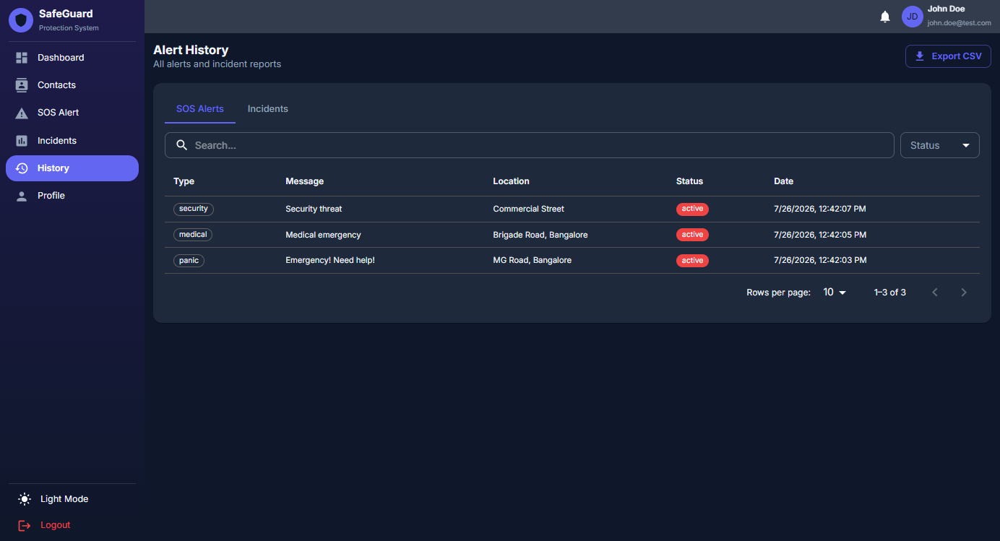 SafeGuard
Protection System
Dashboard
Contacts
SOS Alert
Incidents
History
Profile
Light Mode
Logout
JD
John Doe
john.doe@test.com
Alert History
All alerts and incident reports
Export CSV
SOS Alerts Incidents
Search... Status
Type Message Location Status Date
security Security threat Commercial Street active 7/26/2026, 12:42:07 PM
medical Medical emergency Brigade Road, Bangalore active 7/26/2026, 12:42:05 PM
panic Emergency! Need help! MG Road, Bangalore active 7/26/2026, 12:42:03 PM
Rows per page: 10 1–3 of 3